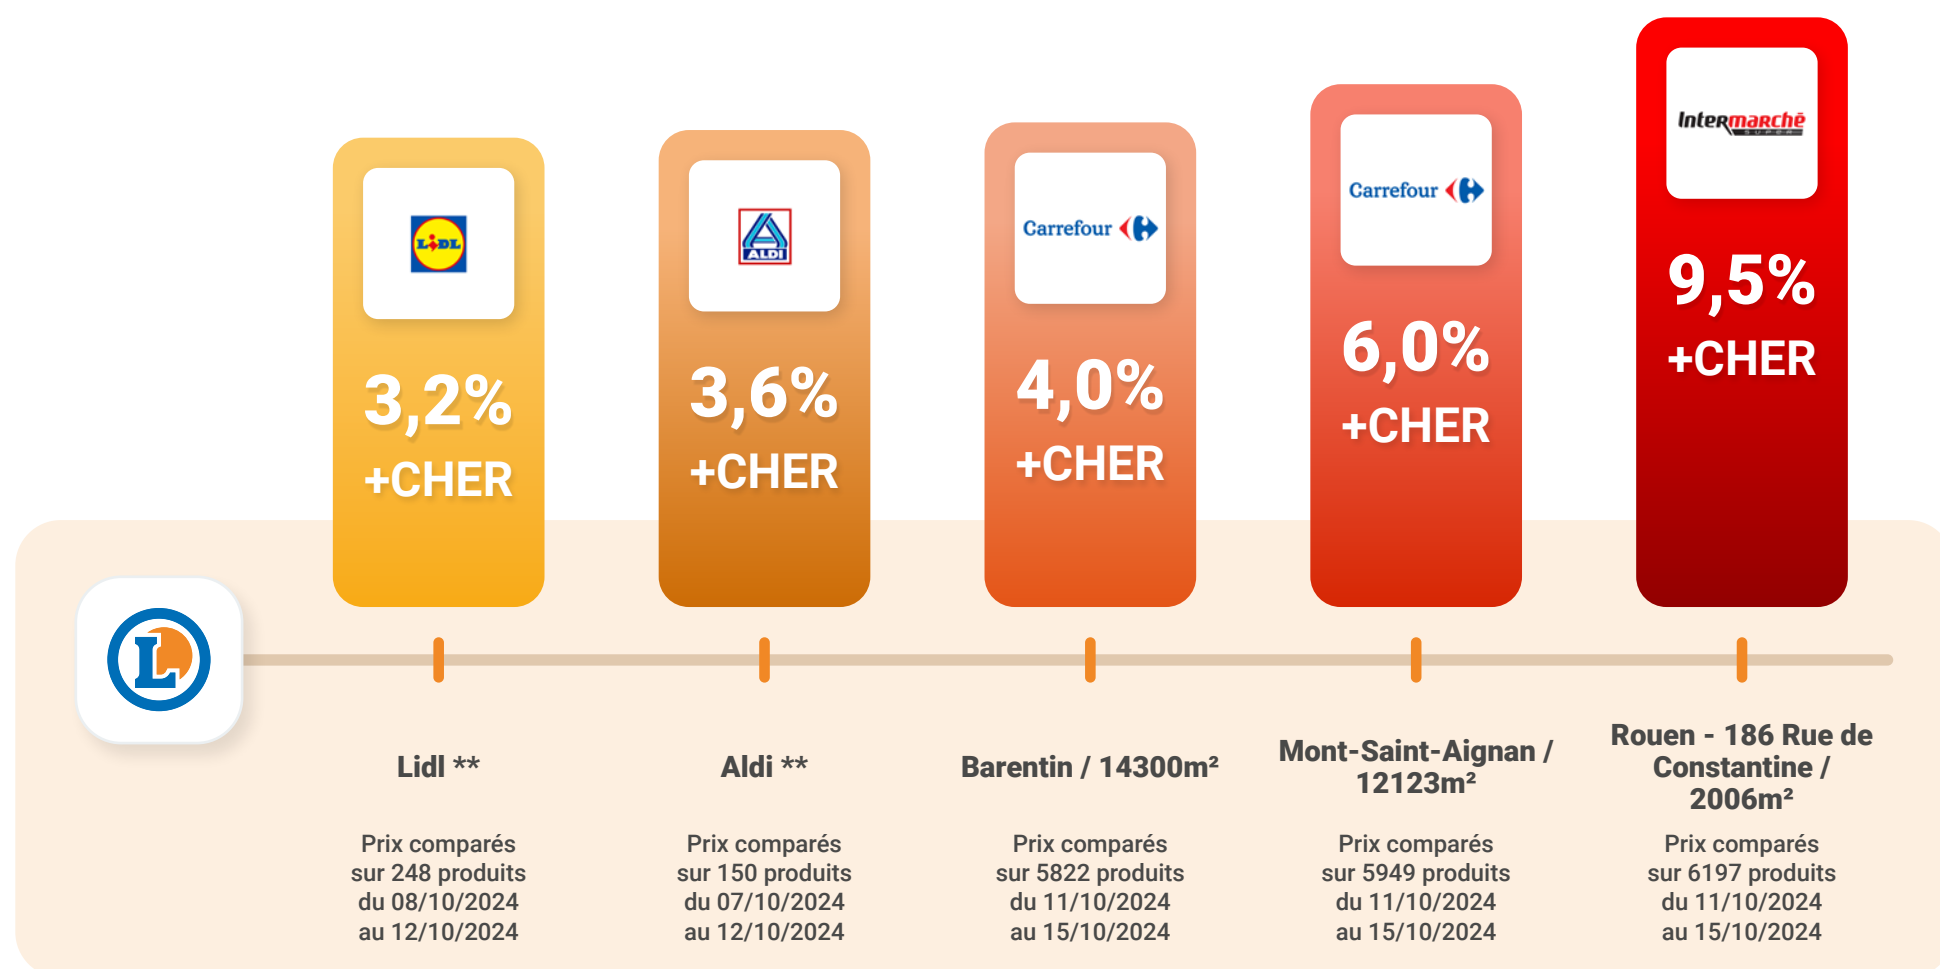 LiDL
3,2%
+CHER
ALDI
3,6%
+CHER
Carrefour
4,0%
+CHER
Carrefour
6,0%
+CHER
Intermarchē
SUPER
9,5%
+CHER
L
Lidl **
Prix comparés
sur 248 produits
du 08/10/2024
au 12/10/2024
Aldi **
Prix comparés
sur 150 produits
du 07/10/2024
au 12/10/2024
Barentin / 14300m²
Prix comparés
sur 5822 produits
du 11/10/2024
au 15/10/2024
Mont-Saint-Aignan /
12123m²
Prix comparés
sur 5949 produits
du 11/10/2024
au 15/10/2024
Rouen - 186 Rue de
Constantine /
2006m²
Prix comparés
sur 6197 produits
du 11/10/2024
au 15/10/2024